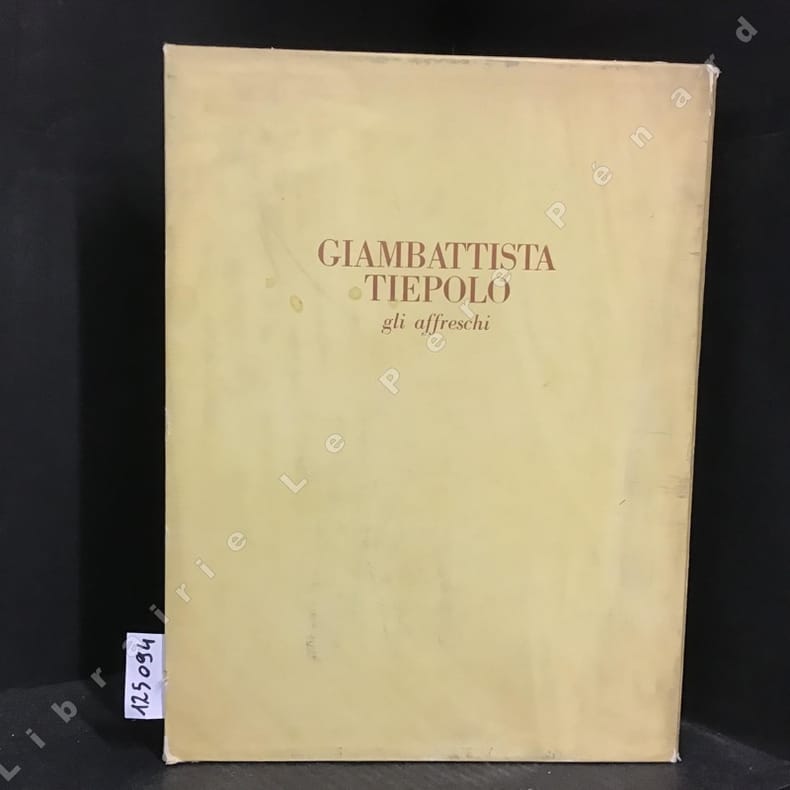 GIAMBATTISTA
TIEPOLO
gli affreschi
125094
Librairie Le Père Pénard